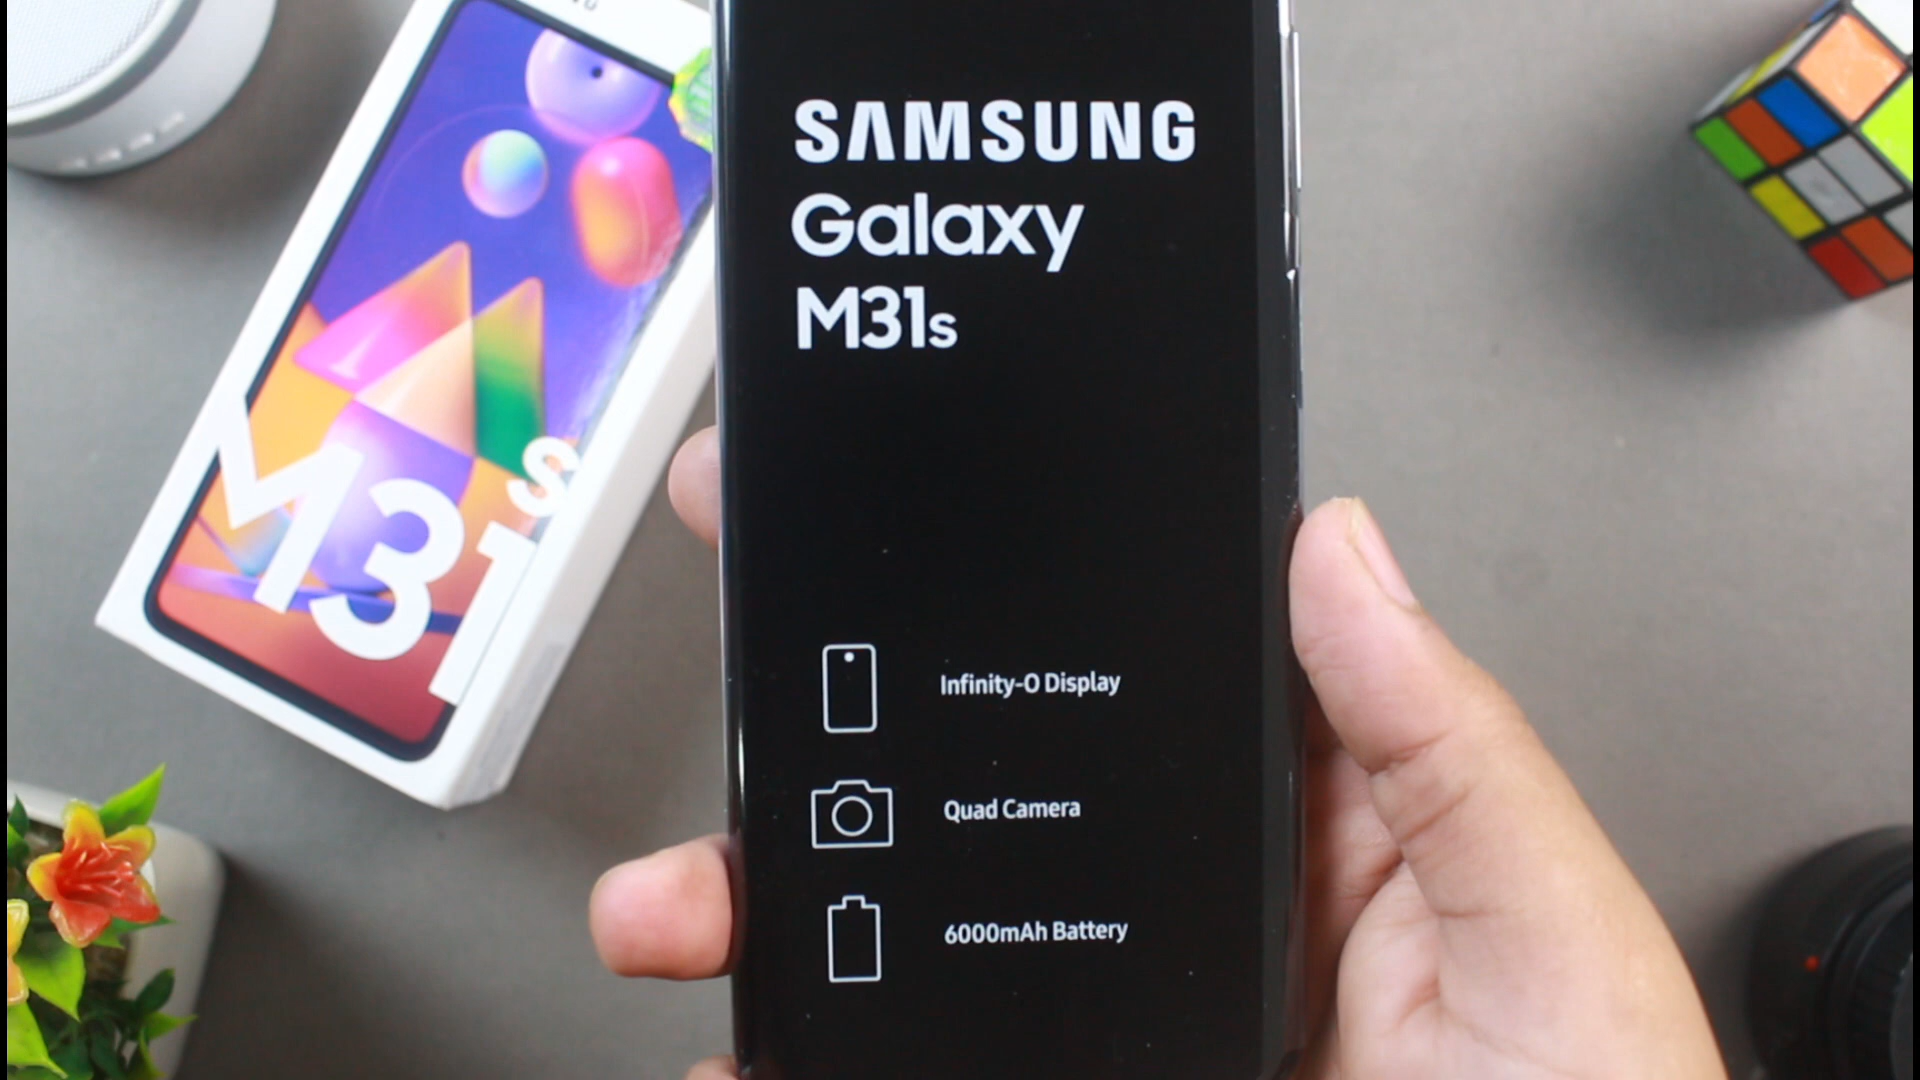 SAMSUNG
Galaxy
M31s
Infinity-O Display
Quad Camera
6000mAh Battery
M31s